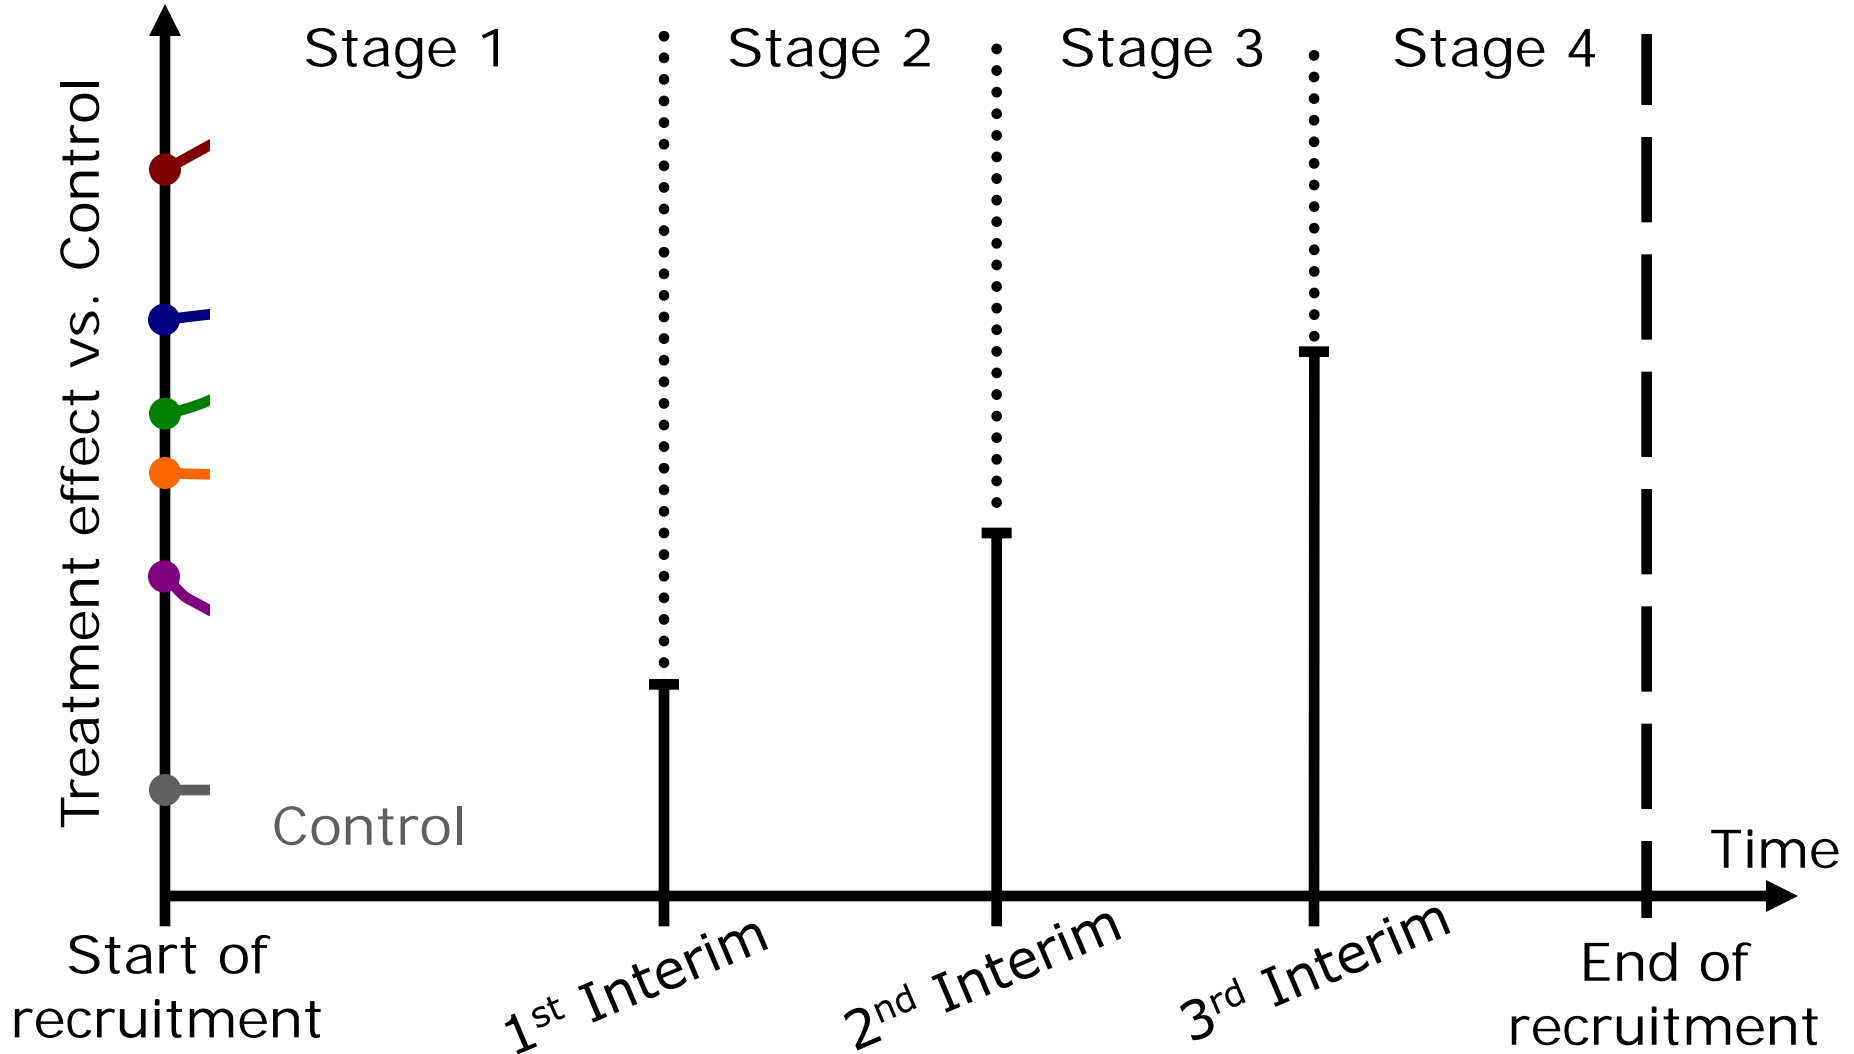 Stage 1
Stage 2
Stage 3
Stage 4
Treatment effect vs. Control
Control
Time
Start of
recruitment
1st Interim
2nd Interim
3rd Interim
End of
recruitment